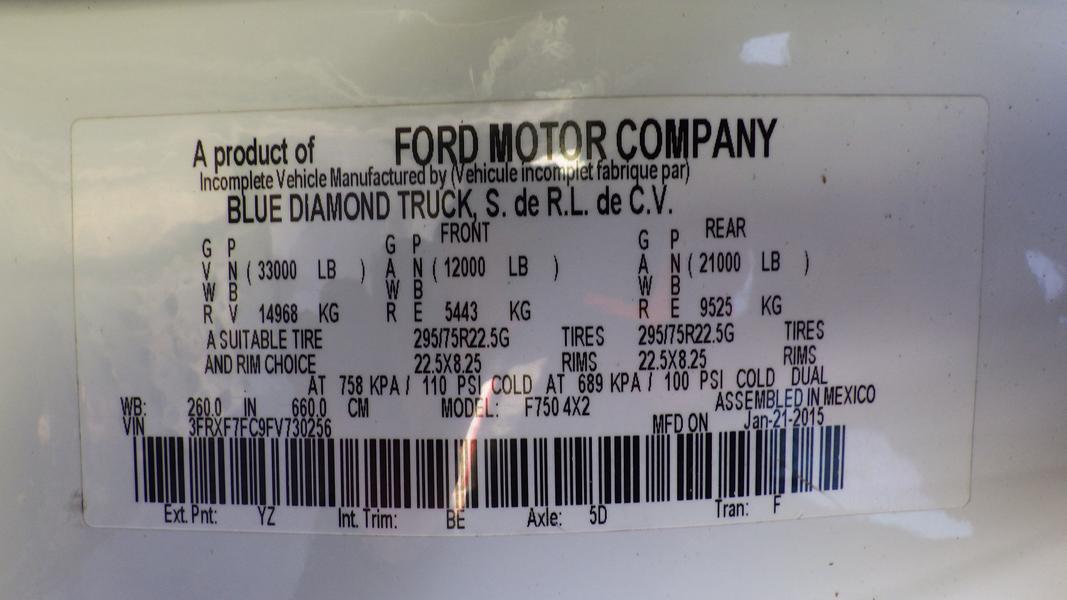 A product of FORD MOTOR COMPANY
Incomplete Vehicle Manufactured by (Vehicule incomplet fabrique par)
BLUE DIAMOND TRUCK, S. de R.L. de C.V.
FRONT REAR
G P G P G P
V N ( 33000 LB ) A N ( 12000 LB ) A N ( 21000 LB )
W B W B W B
R V 14968 KG R E 5443 KG R E 9525 KG
A SUITABLE TIRE 295/75R22.5G TIRES 295/75R22.5G TIRES
AND RIM CHOICE 22.5X8.25 RIMS 22.5X8.25 RIMS
AT 758 KPA / 110 PSI COLD AT 689 KPA / 100 PSI COLD DUAL
WB: 260.0 IN 660.0 CM MODEL: F750 4X2 ASSEMBLED IN MEXICO
VIN 3FRXF7FC9FV730256 MFD ON Jan-21-2015
Ext. Pnt: YZ Int. Trim: BE Axle: 5D Tran: F